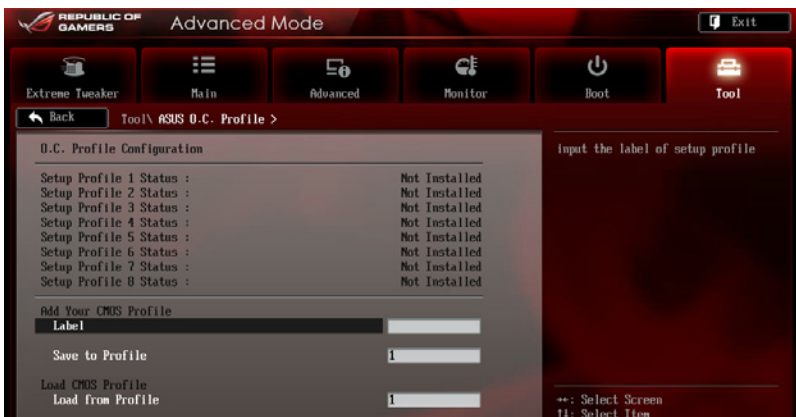 REPUBLIC OF
GAMERS
Advanced Mode
Exit
Extreme Tweaker
Main
Advanced
Monitor
Boot
Tool
Back
Tool\ ASUS O.C. Profile >
O.C. Profile Configuration
Setup Profile 1 Status : Not Installed
Setup Profile 2 Status : Not Installed
Setup Profile 3 Status : Not Installed
Setup Profile 4 Status : Not Installed
Setup Profile 5 Status : Not Installed
Setup Profile 6 Status : Not Installed
Setup Profile 7 Status : Not Installed
Setup Profile 8 Status : Not Installed
Add Your CMOS Profile
Label
Save to Profile 1
Load CMOS Profile
Load from Profile 1
input the label of setup profile
→←: Select Screen
↑↓: Select Item